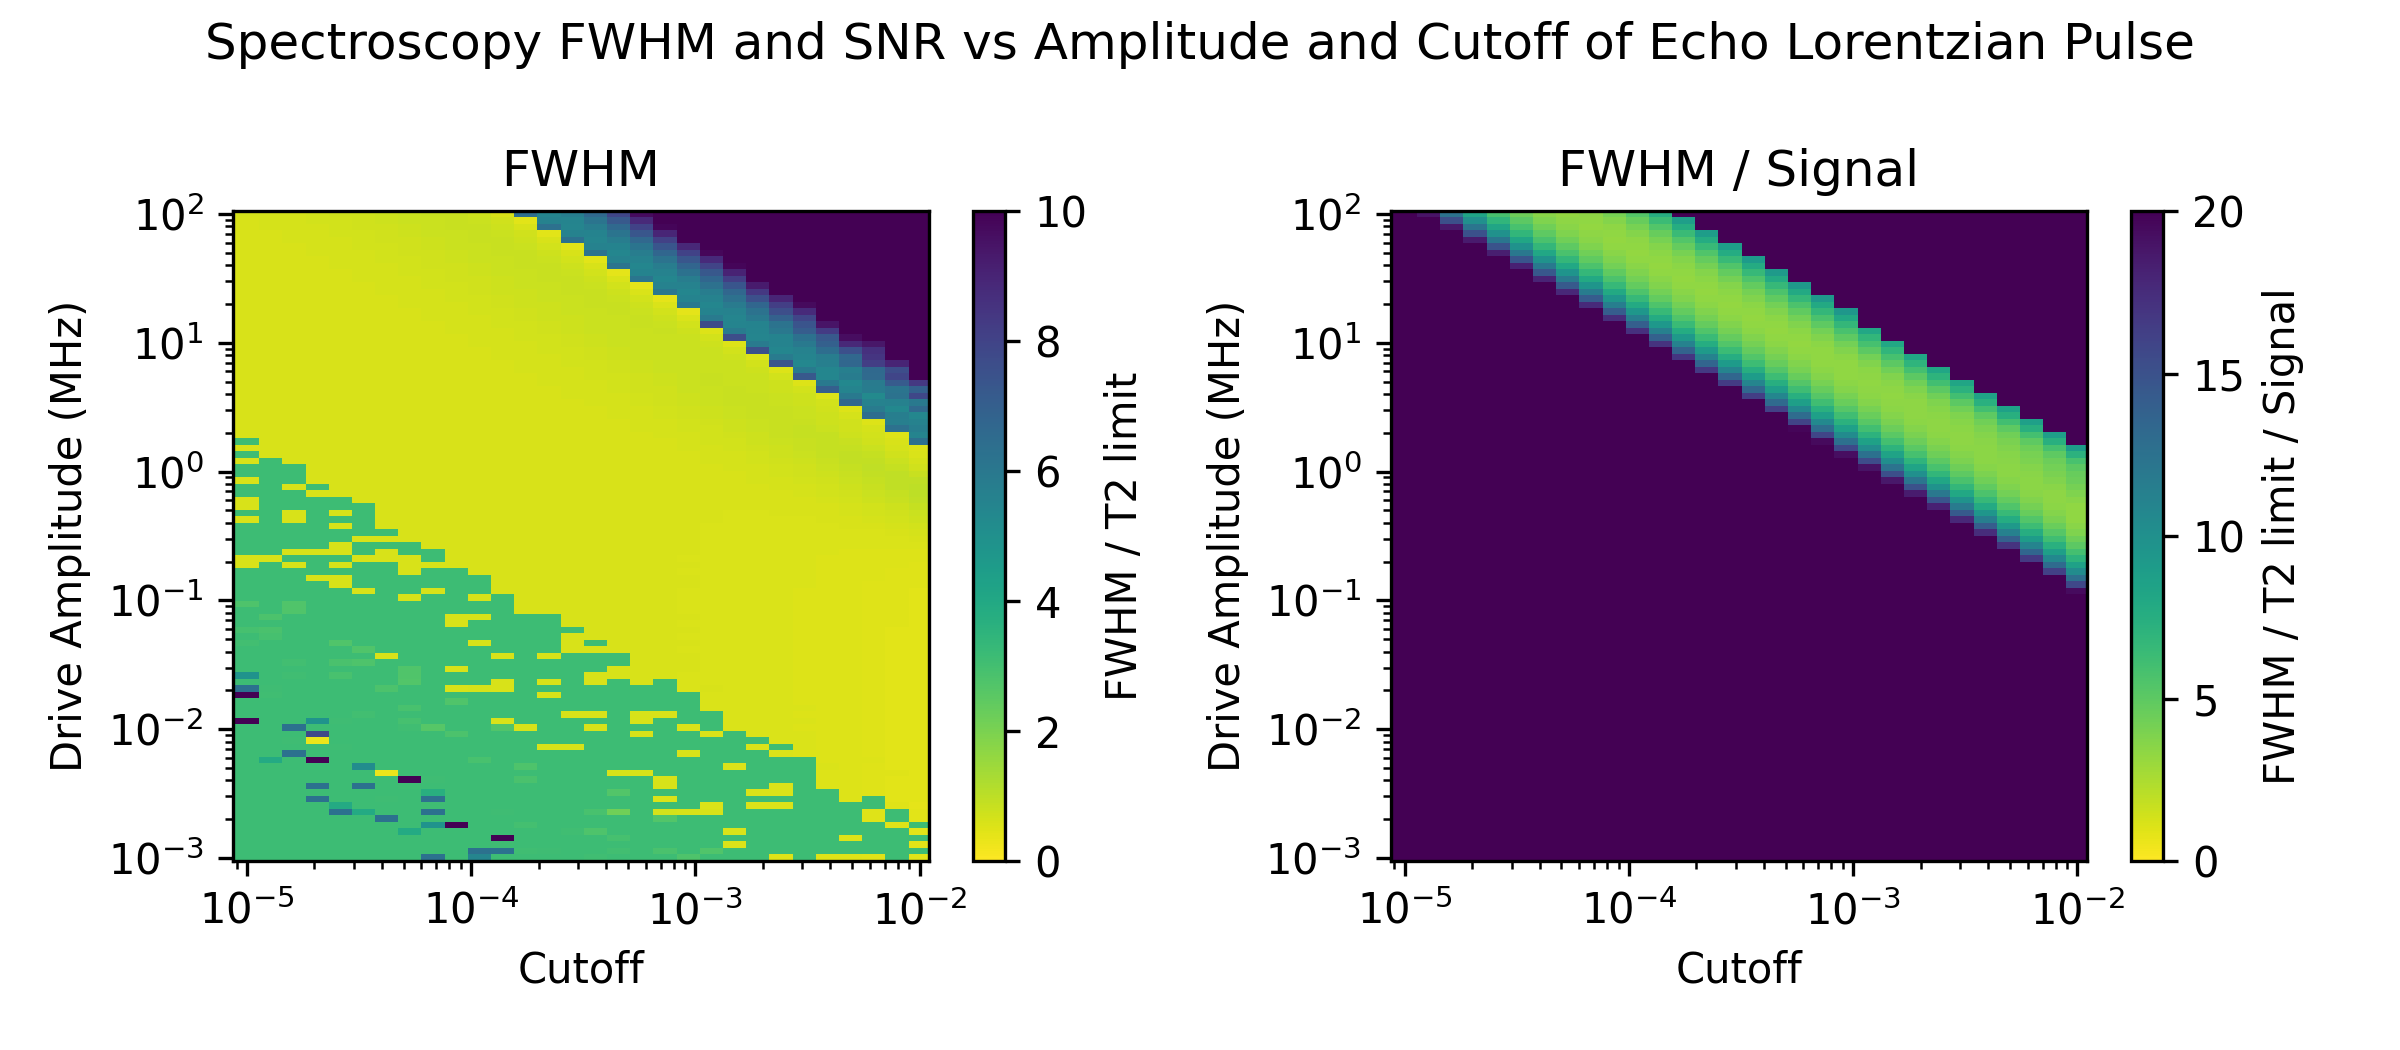 Spectroscopy FWHM and SNR vs Amplitude and Cutoff of Echo Lorentzian Pulse
FWHM
10²
10¹
10⁰
10⁻¹
10⁻²
10⁻³
Drive Amplitude (MHz)
10⁻⁵ 10⁻⁴ 10⁻³ 10⁻²
Cutoff
10
8
6
4
2
0
FWHM / T2 limit
FWHM / Signal
10²
10¹
10⁰
10⁻¹
10⁻²
10⁻³
Drive Amplitude (MHz)
10⁻⁵ 10⁻⁴ 10⁻³ 10⁻²
Cutoff
20
15
10
5
0
FWHM / T2 limit / Signal